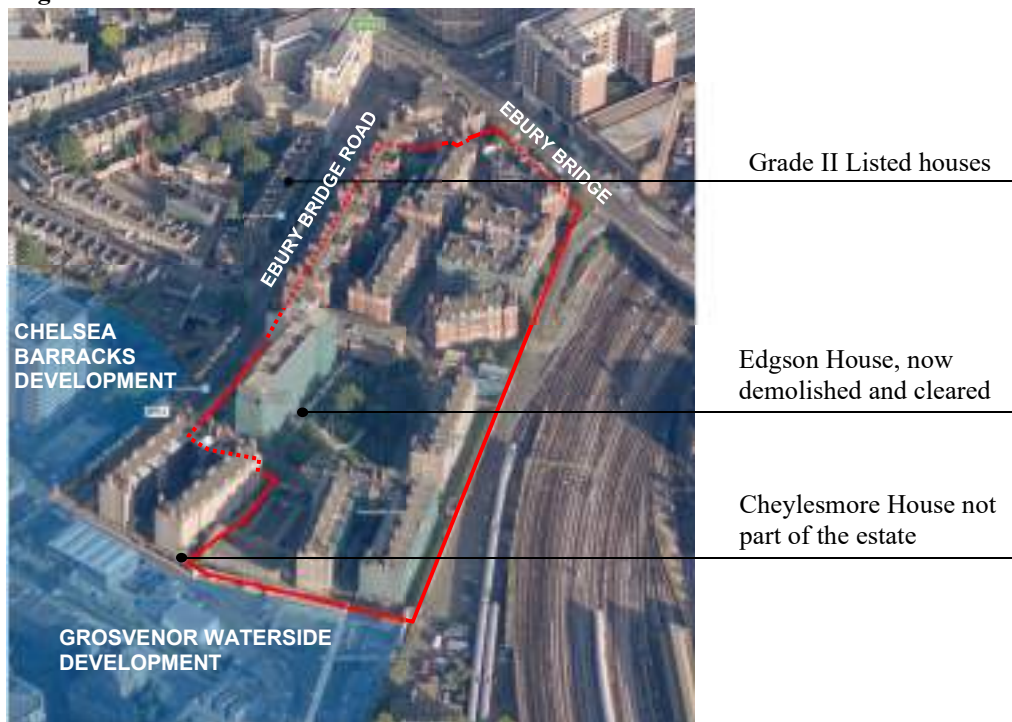 EBURY BRIDGE ROAD
EBURY BRIDGE
Grade II Listed houses
CHELSEA
BARRACKS
DEVELOPMENT
Edgson House, now
demolished and cleared
Cheylesmore House not
part of the estate
GROSVENOR WATERSIDE
DEVELOPMENT